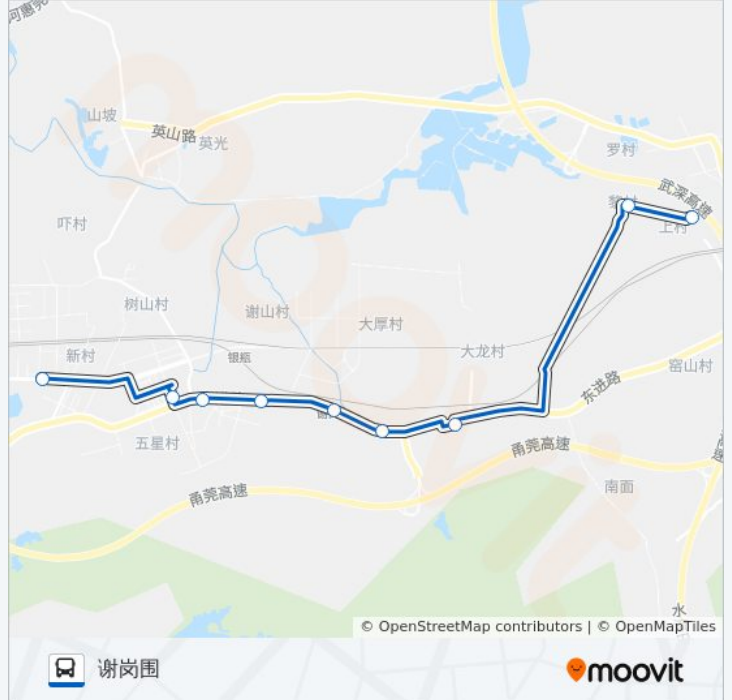 河惠莞
山坡
英山路
英光
罗村
武深高速
上村
吓村
树山村
谢山村
大厚村
新村
银瓶
大龙村
窑山村
东进路
五星村
甬莞高速
甬莞高速
南面
水
© OpenStreetMap contributors | © OpenMapTiles
谢岗围
moovit